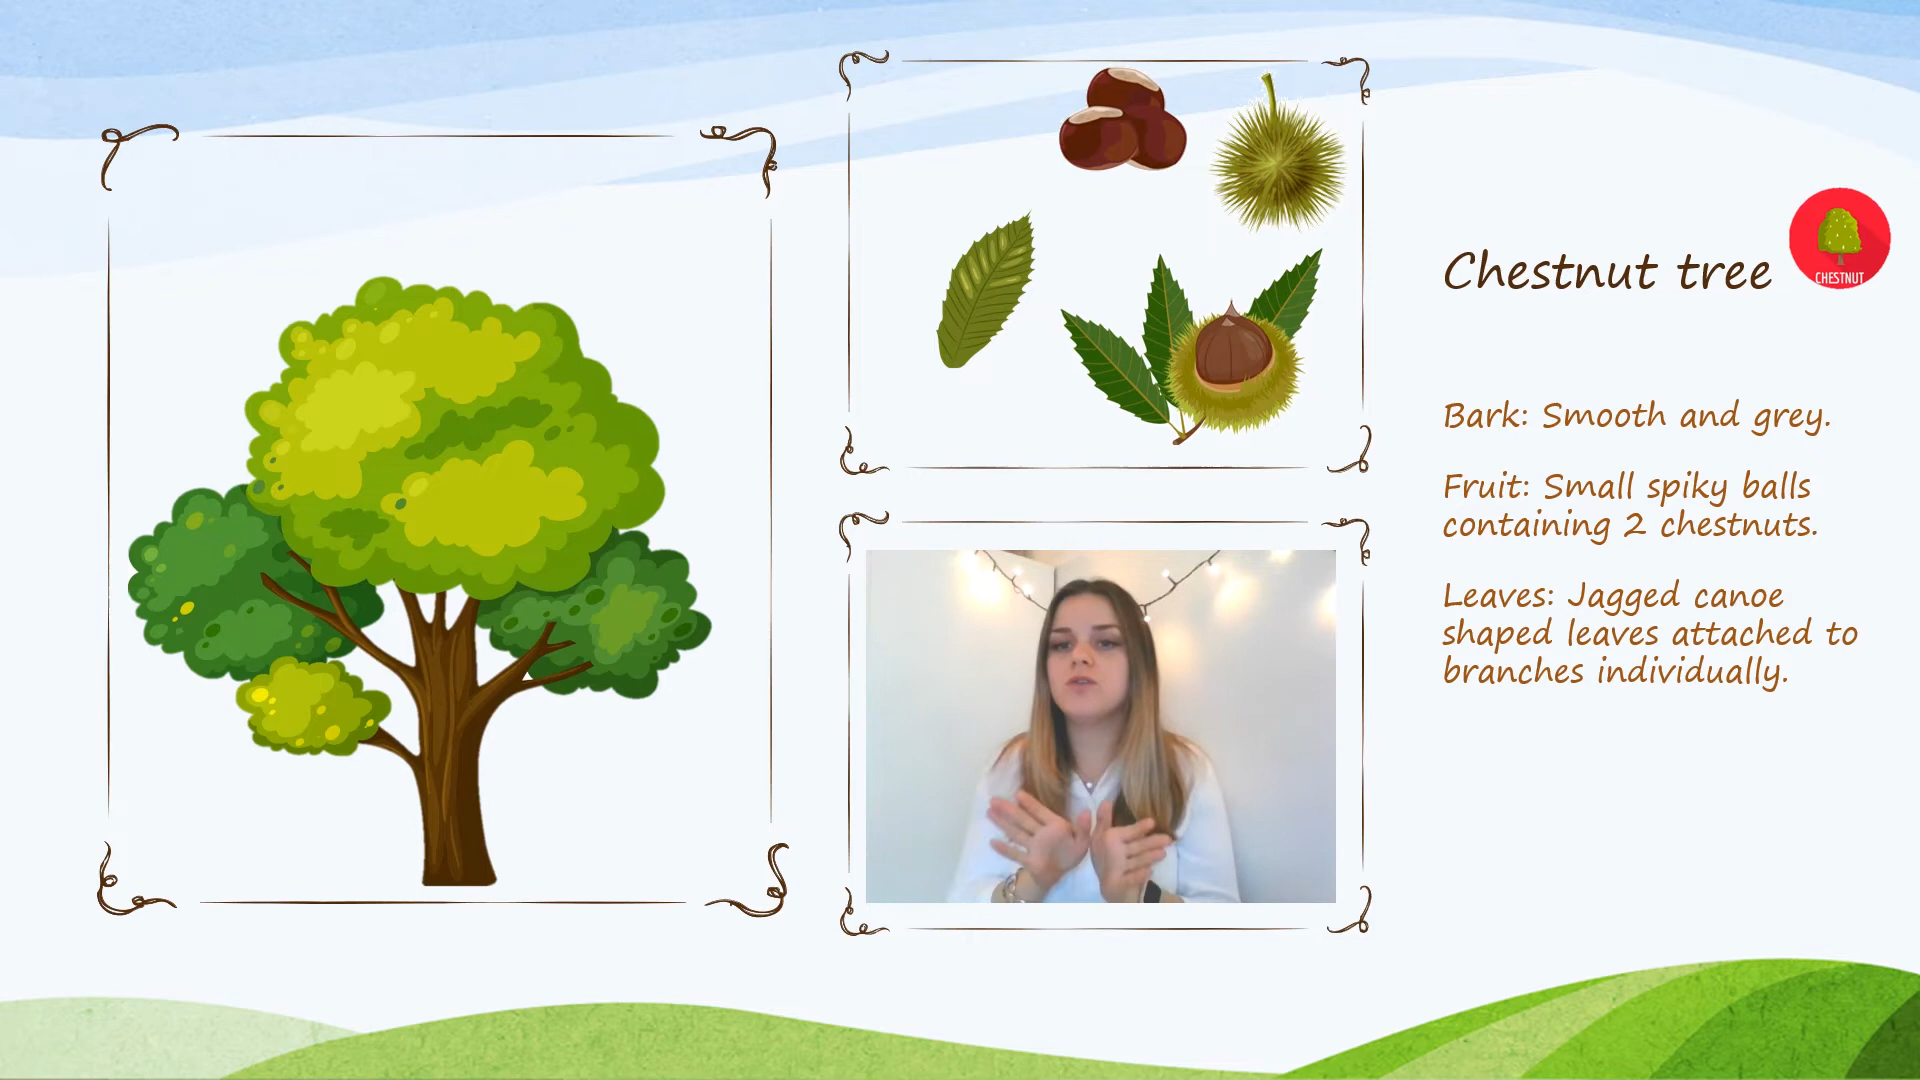 Chestnut tree
CHESTNUT
Bark: Smooth and grey.
Fruit: Small spiky balls
containing 2 chestnuts.
Leaves: Jagged canoe
shaped leaves attached to
branches individually.